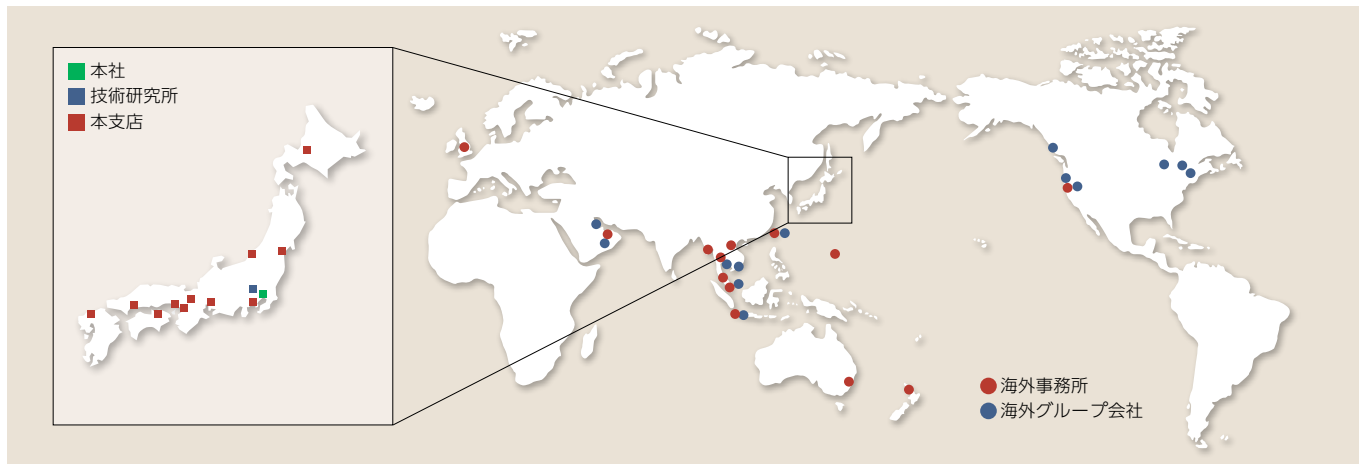 本社
技術研究所
本支店
海外事務所
海外グループ会社